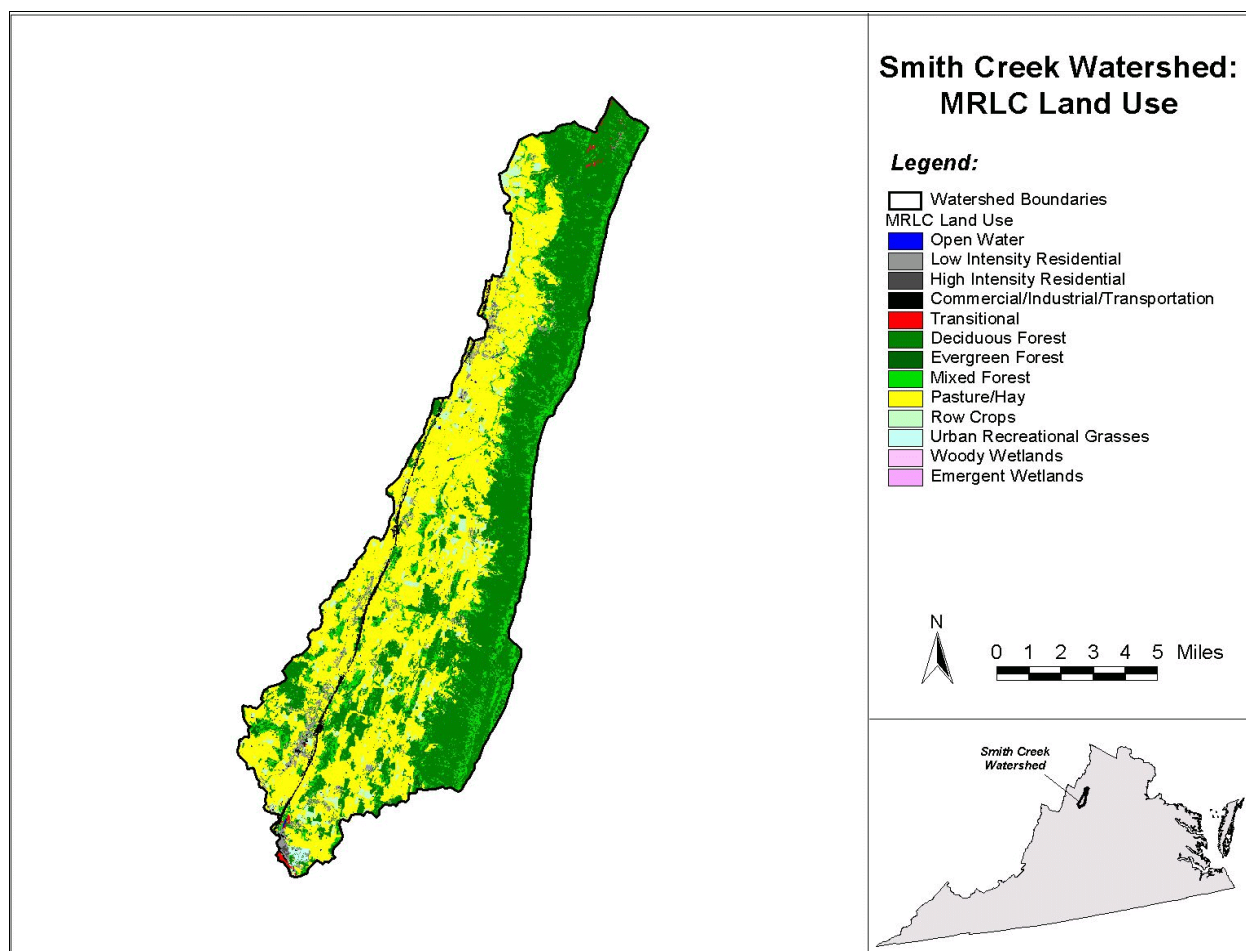 Smith Creek Watershed:
MRLC Land Use
Legend:
Watershed Boundaries
MRLC Land Use
Open Water
Low Intensity Residential
High Intensity Residential
Commercial/Industrial/Transportation
Transitional
Deciduous Forest
Evergreen Forest
Mixed Forest
Pasture/Hay
Row Crops
Urban Recreational Grasses
Woody Wetlands
Emergent Wetlands
N
0 1 2 3 4 5 Miles
Smith Creek
Watershed